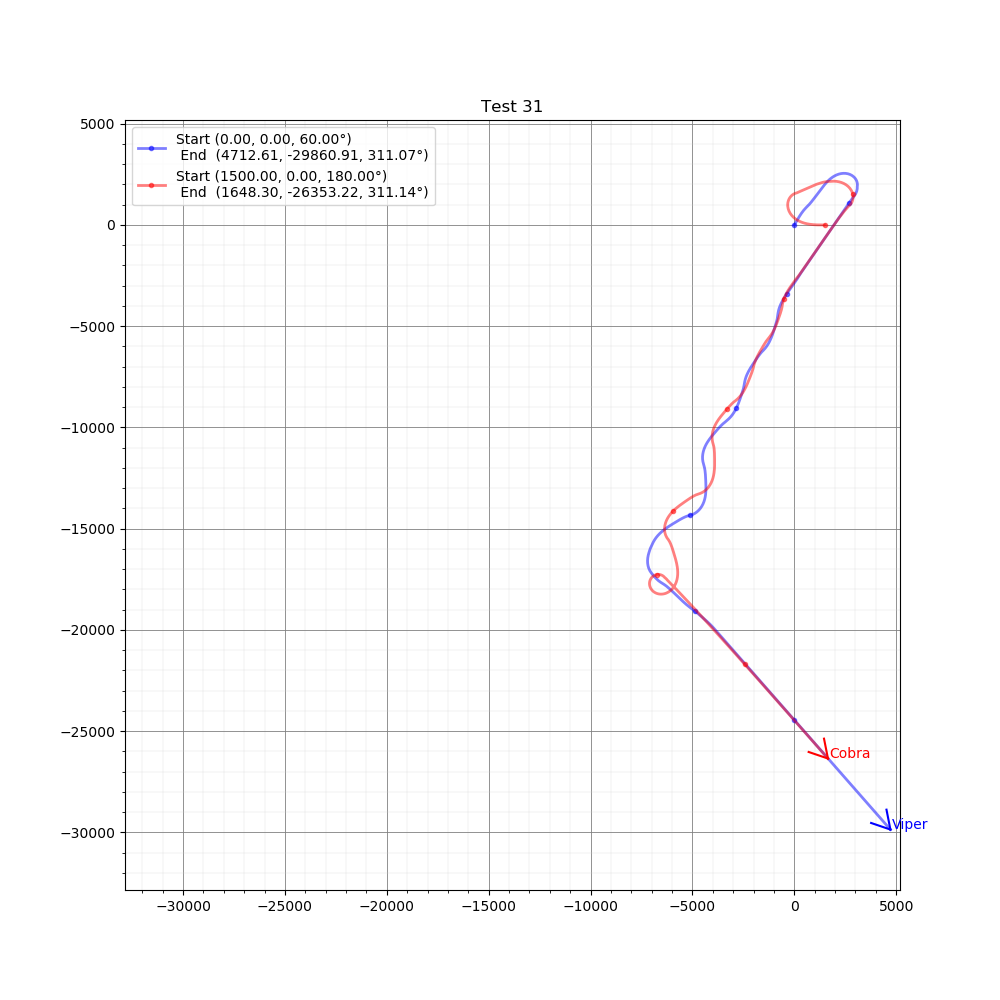 Test 31
Start (0.00, 0.00, 60.00°)
End (4712.61, -29860.91, 311.07°)
Start (1500.00, 0.00, 180.00°)
End (1648.30, -26353.22, 311.14°)
5000
0
−5000
−10000
−15000
−20000
−25000
−30000
Cobra
Viper
−30000 −25000 −20000 −15000 −10000 −5000 0 5000